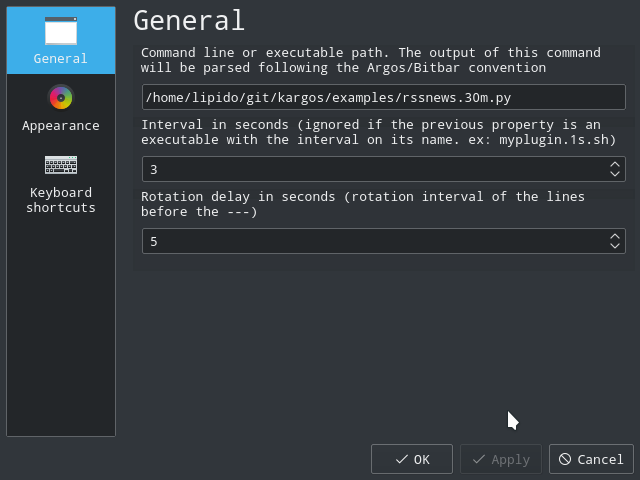 General
General
Command line or executable path. The output of this command
will be parsed following the Argos/Bitbar convention
/home/lipido/git/kargos/examples/rssnews.30m.py
Appearance
Interval in seconds (ignored if the previous property is an
executable with the interval on its name. ex: myplugin.1s.sh)
3
Keyboard
shortcuts
Rotation delay in seconds (rotation interval of the lines
before the ---)
5
OK
Apply
Cancel